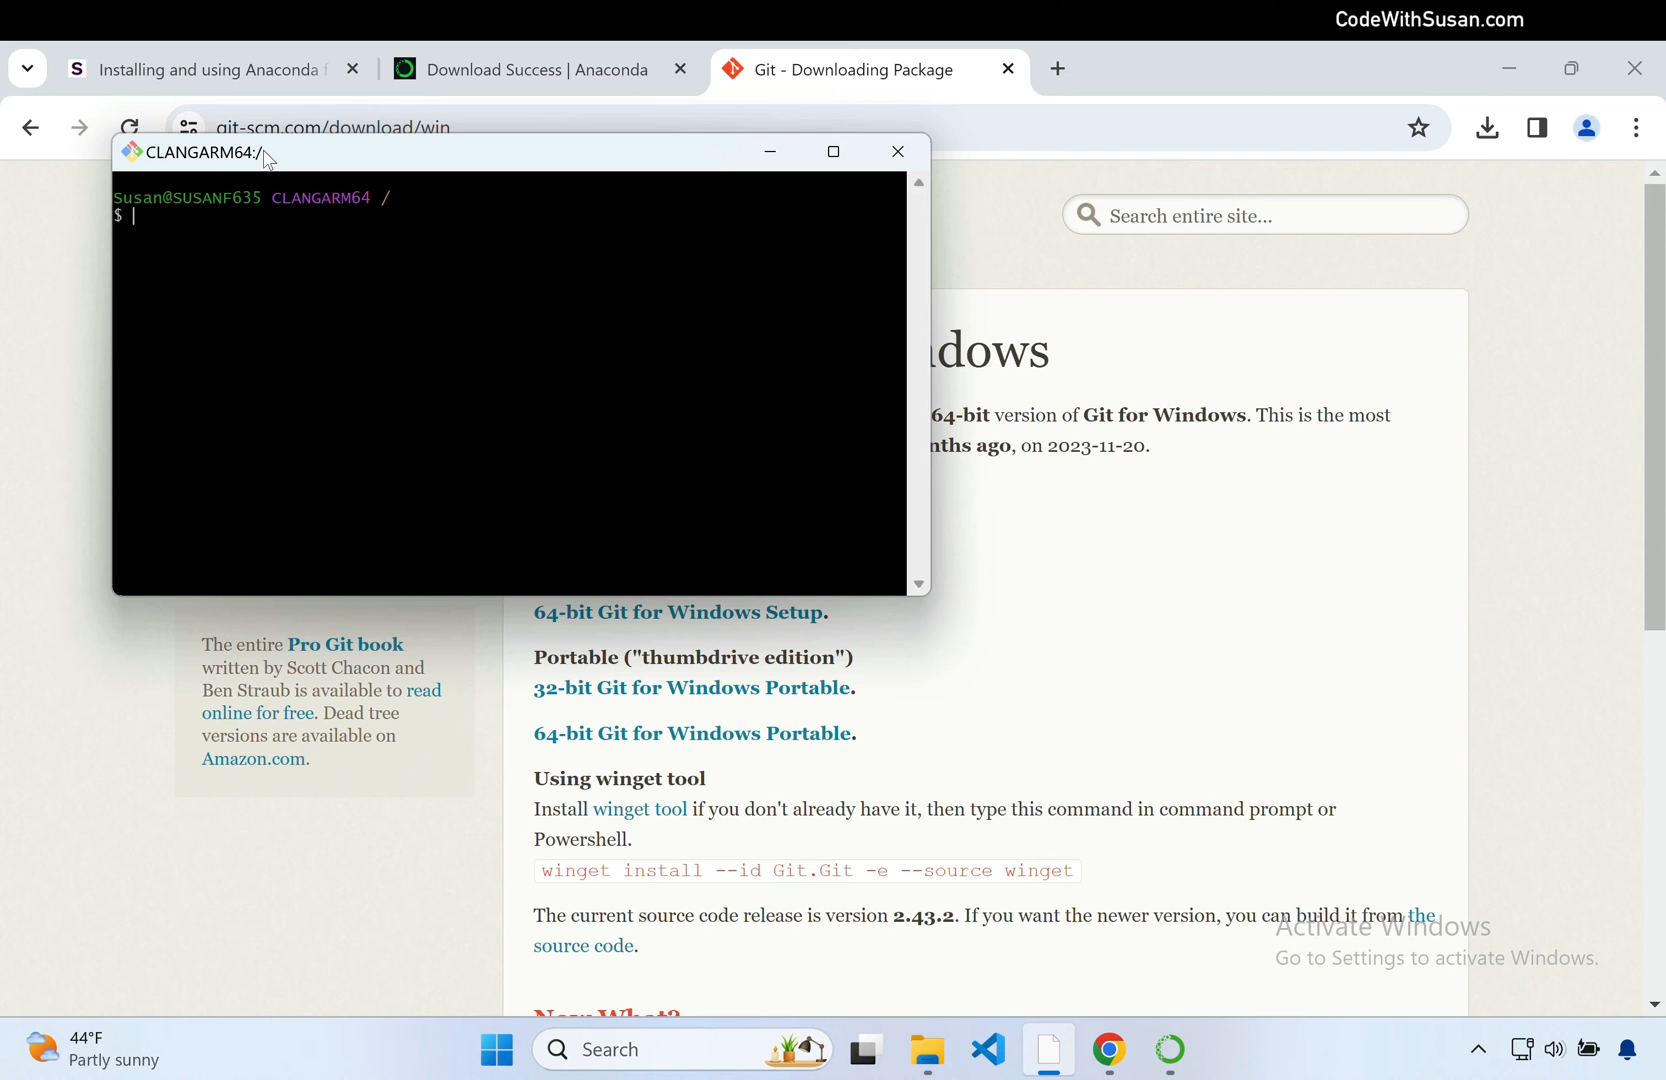 CodeWithSusan.com
Installing and using Anaconda f
Download Success | Anaconda
Git - Downloading Package
git-scm.com/download/win
CLANGARM64:/
Susan@SUSANF635 CLANGARM64 /
$
Search entire site...
ndows
64-bit version of Git for Windows. This is the most
nths ago, on 2023-11-20.
64-bit Git for Windows Setup.
Portable ("thumbdrive edition")
32-bit Git for Windows Portable.
64-bit Git for Windows Portable.
The entire Pro Git book
written by Scott Chacon and
Ben Straub is available to read
online for free. Dead tree
versions are available on
Amazon.com.
Using winget tool
Install winget tool if you don't already have it, then type this command in command prompt or
Powershell.
winget install --id Git.Git -e --source winget
The current source code release is version 2.43.2. If you want the newer version, you can build it from the
source code.
Now What?
Activate Windows
Go to Settings to activate Windows.
44°F
Partly sunny
Search